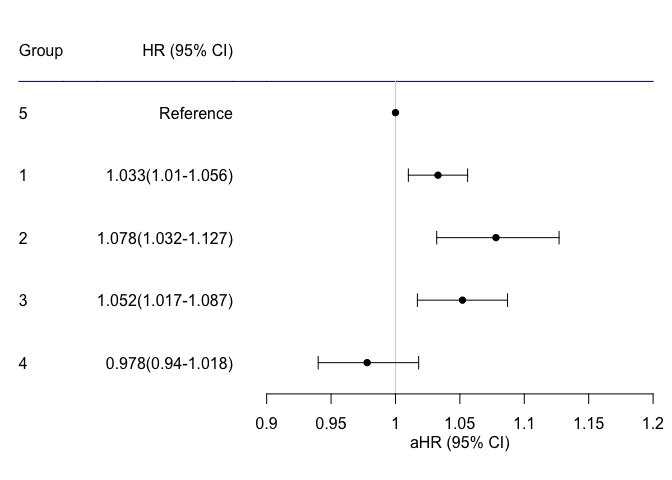 Group HR (95% CI)
5 Reference
1 1.033(1.01-1.056)
2 1.078(1.032-1.127)
3 1.052(1.017-1.087)
4 0.978(0.94-1.018)
0.9 0.95 1 1.05 1.1 1.15 1.2
aHR (95% CI)